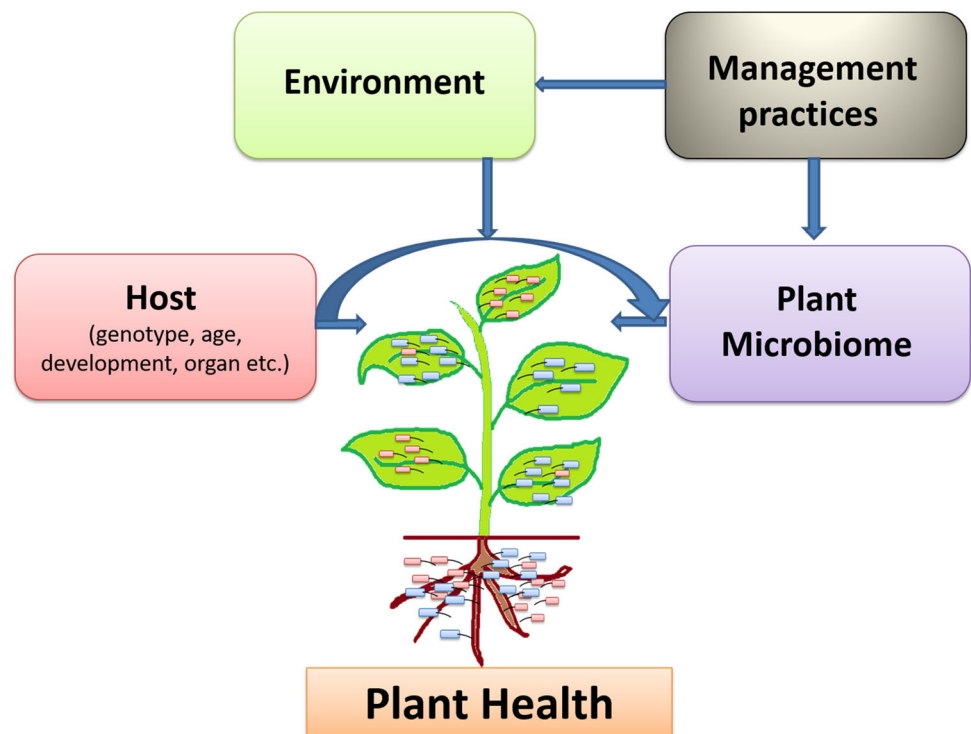 Environment
Management
practices
Host
(genotype, age,
development, organ etc.)
Plant
Microbiome
Plant Health